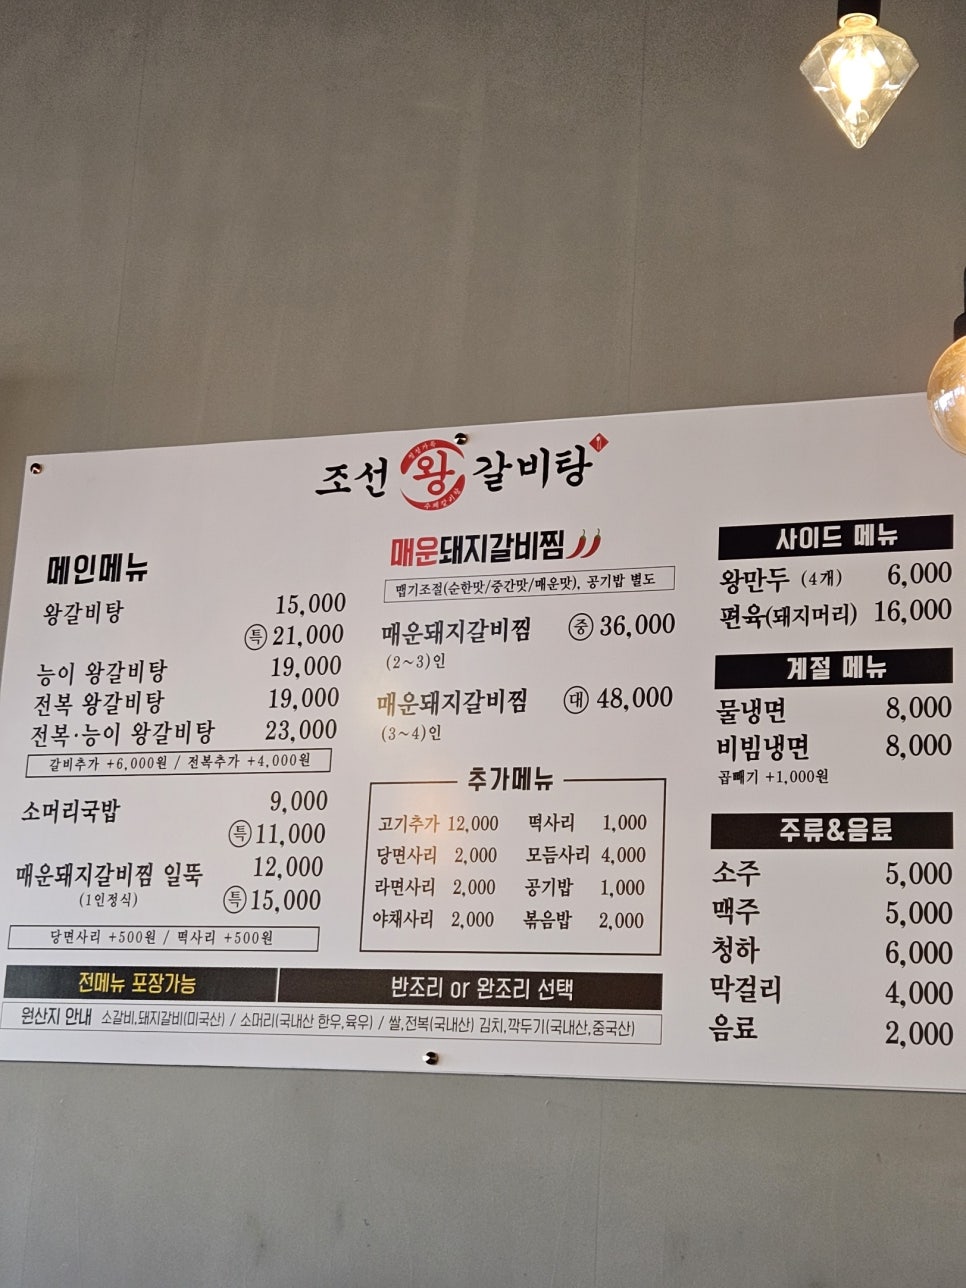 조선 왕 갈비탕
메인메뉴
왕갈비탕 15,000
특 21,000
능이 왕갈비탕 19,000
전복 왕갈비탕 19,000
전복·능이 왕갈비탕 23,000
갈비추가 +6,000원 / 전복추가 +4,000원
소머리국밥 9,000
특 11,000
매운돼지갈비찜 일뚝 12,000
(1인정식) 특 15,000
당면사리 +500원 / 떡사리 +500원
매운돼지갈비찜
맵기조절(순한맛/중간맛/매운맛), 공기밥 별도
매운돼지갈비찜 중 36,000
(2~3)인
매운돼지갈비찜 대 48,000
(3~4)인
추가메뉴
고기추가 12,000 떡사리 1,000
당면사리 2,000 모듬사리 4,000
라면사리 2,000 공기밥 1,000
야채사리 2,000 볶음밥 2,000
사이드 메뉴
왕만두 (4개) 6,000
편육(돼지머리) 16,000
계절 메뉴
물냉면 8,000
비빔냉면 8,000
곱빼기 +1,000원
주류&음료
소주 5,000
맥주 5,000
청하 6,000
막걸리 4,000
음료 2,000
전메뉴 포장가능
반조리 or 완조리 선택
원산지 안내 소갈비,돼지갈비(미국산) / 소머리(국내산 한우,육우) / 쌀,전복(국내산) 김치,깍두기(국내산,중국산)